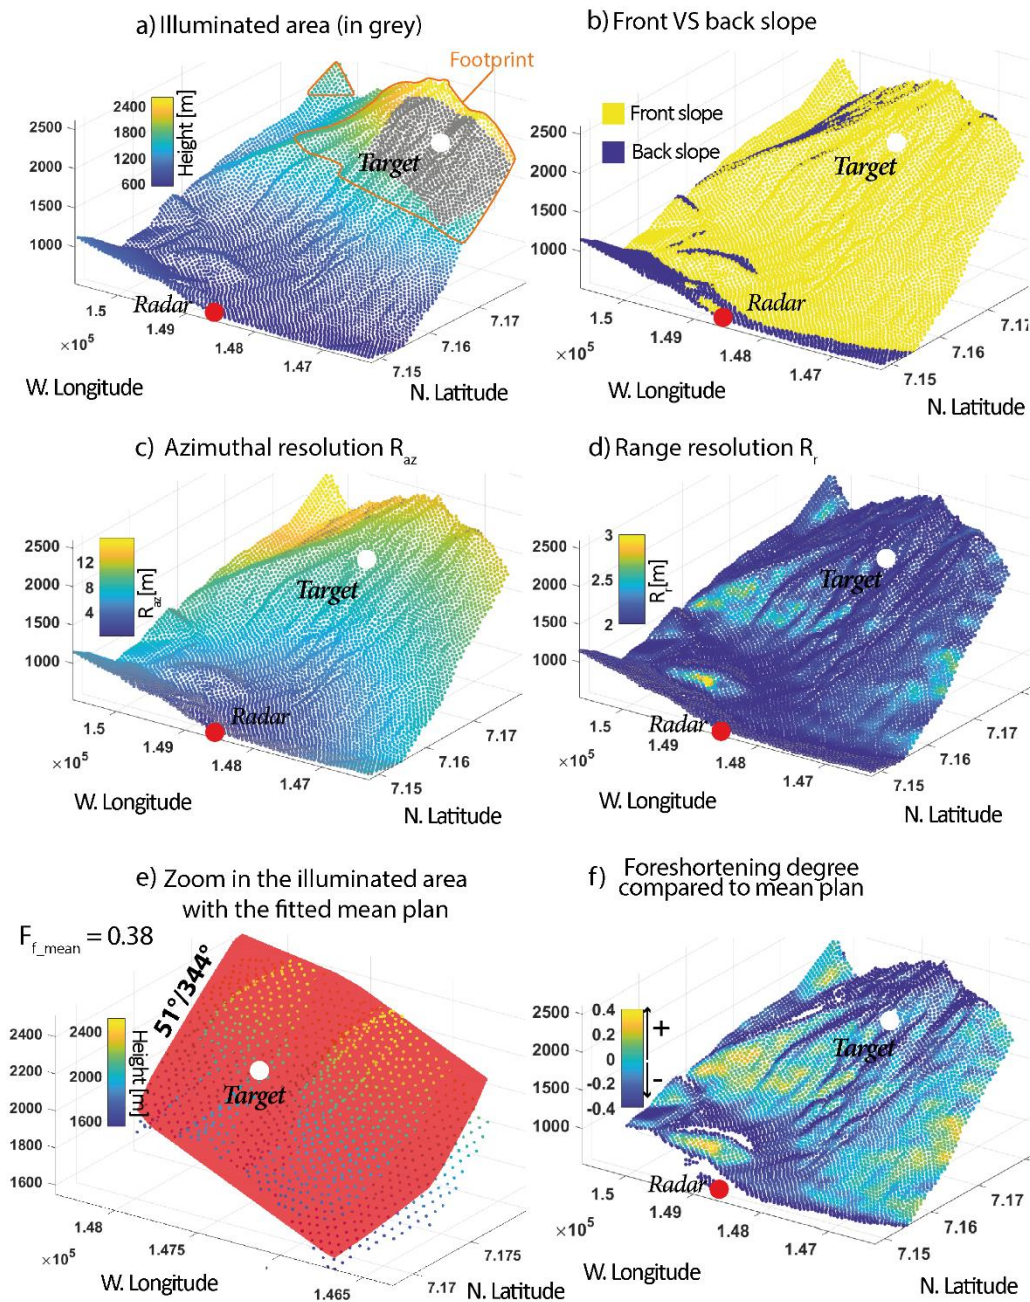 a) Illuminated area (in grey)
Footprint
2400
1800
1200
600
Height [m]
2500
2000
1500
1000
Target
Radar
1.5
1.49
1.48
1.47
×10⁵
7.17
7.16
7.15
W. Longitude
N. Latitude
b) Front VS back slope
Front slope
Back slope
2500
2000
1500
1000
Target
Radar
1.5
1.49
1.48
1.47
×10⁵
7.17
7.16
7.15
W. Longitude
N. Latitude
c) Azimuthal resolution Raz
12
8
4
Raz[m]
2500
2000
1500
1000
Target
Radar
1.5
1.49
1.48
1.47
×10⁵
7.17
7.16
7.15
W. Longitude
N. Latitude
d) Range resolution Rr
3
2.5
2
Rr[m]
2500
2000
1500
1000
Target
Radar
1.5
1.49
1.48
1.47
×10⁵
7.17
7.16
7.15
W. Longitude
N. Latitude
e) Zoom in the illuminated area
with the fitted mean plan
Ff_mean = 0.38
51°/344°
2400
2000
1600
Height [m]
2400
2200
2000
1800
1600
Target
1.48
1.475
1.465
×10⁵
7.175
7.17
W. Longitude
N. Latitude
f) Foreshortening degree
compared to mean plan
0.4
0.2
0
-0.2
-0.4
+
-
2500
2000
1500
1000
Target
Radar
1.5
1.49
1.48
1.47
×10⁵
7.17
7.16
7.15
W. Longitude
N. Latitude